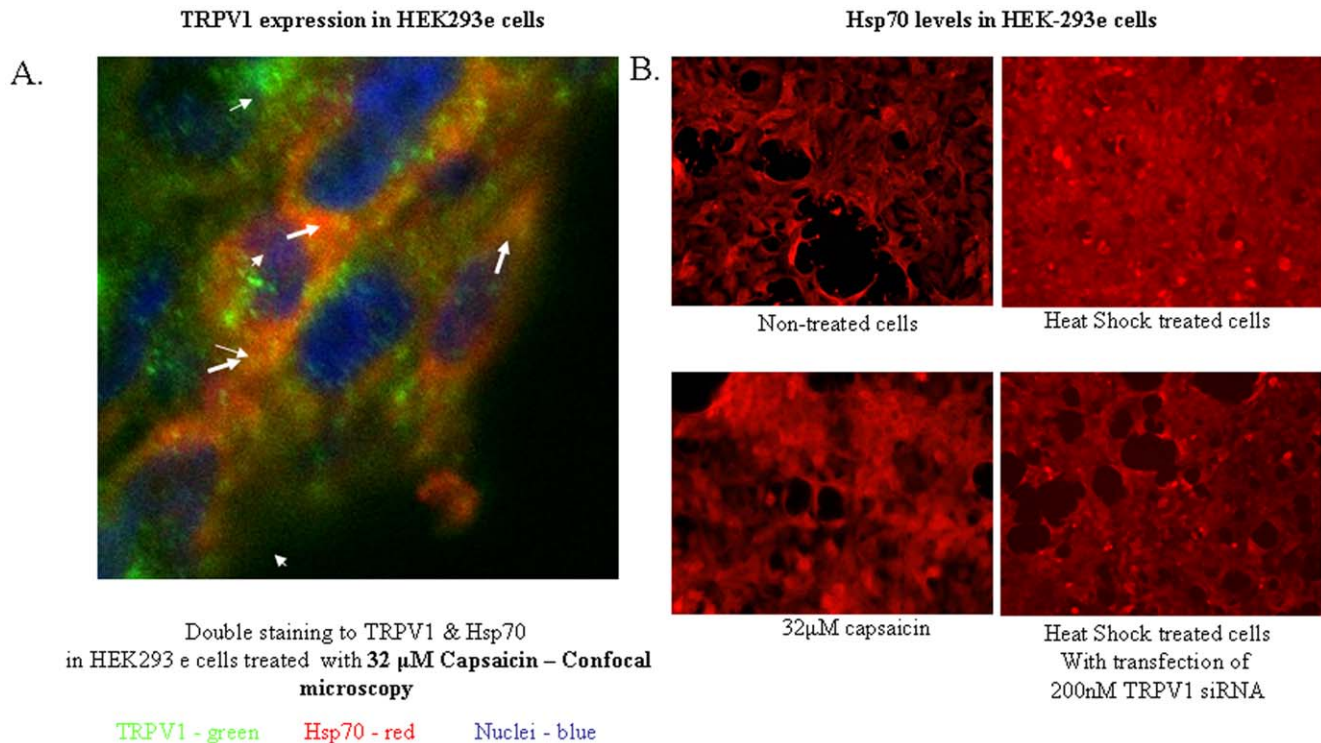 TRPV1 expression in HEK293e cells
Hsp70 levels in HEK-293e cells
A.
B.
Non-treated cells
Heat Shock treated cells
32μM capsaicin
Heat Shock treated cells
With transfection of
200nM TRPV1 siRNA
Double staining to TRPV1 & Hsp70
in HEK293 e cells treated with 32 μM Capsaicin – Confocal
microscopy
TRPV1 - green Hsp70 - red Nuclei - blue